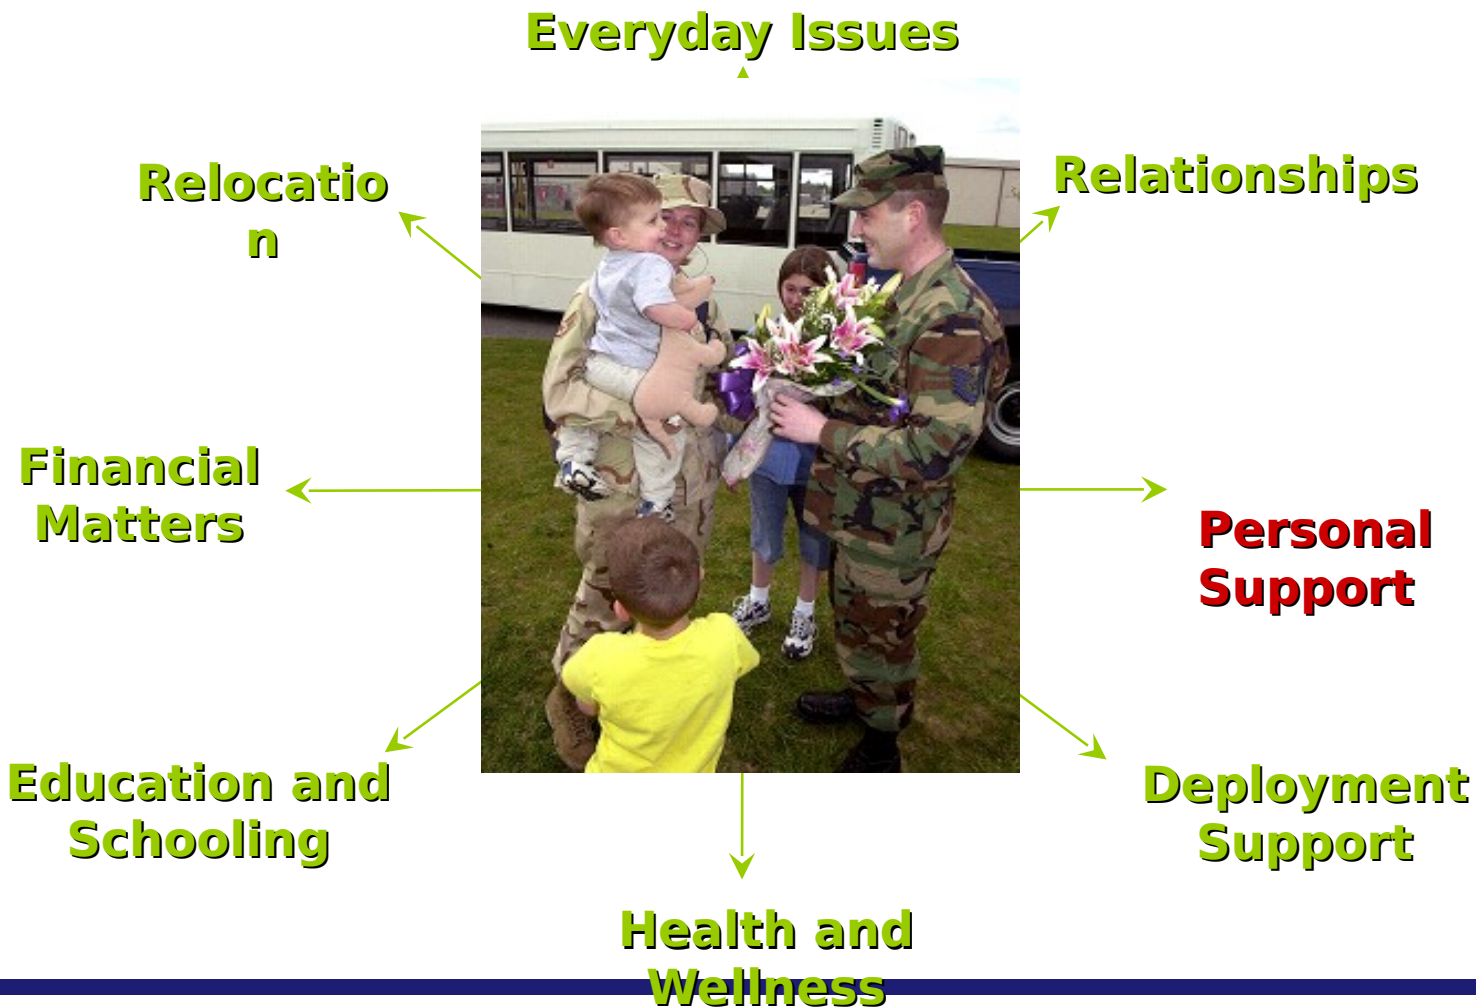 Everyday Issues
Relocatio
n
Relationships
Financial
Matters
Personal
Support
Education and
Schooling
Deployment
Support
Health and
Wellness